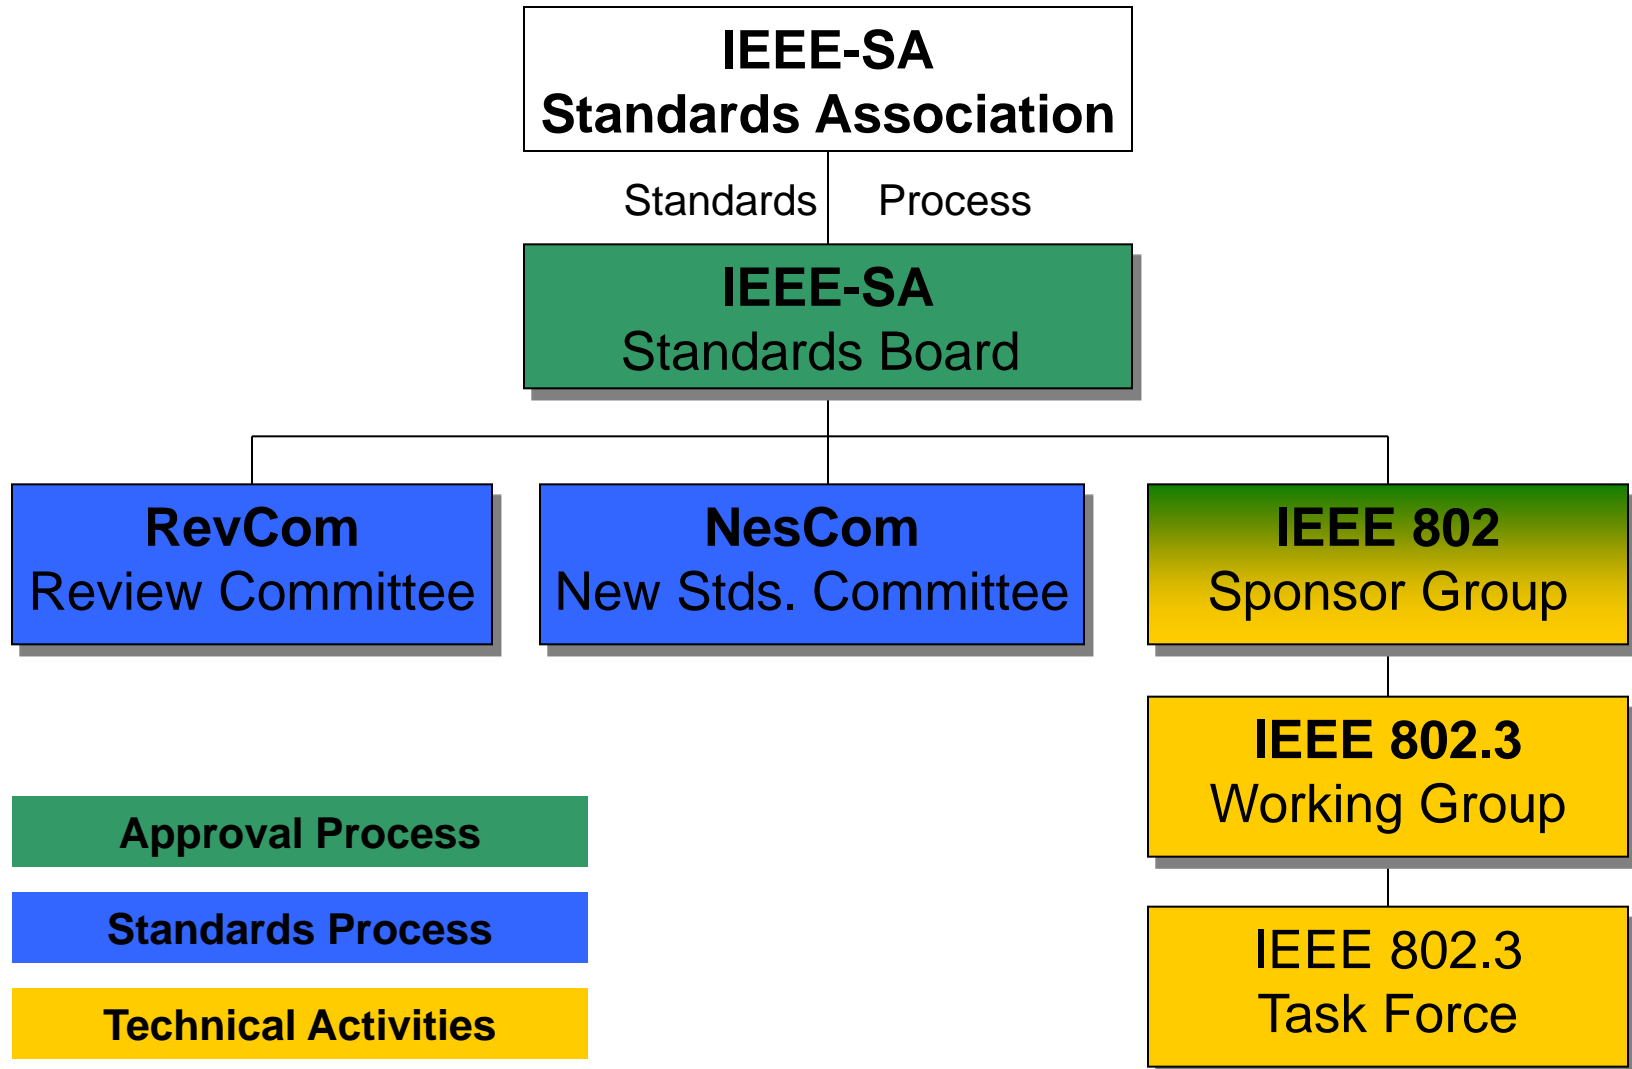 IEEE-SA
Standards Association
Standards Process
IEEE-SA
Standards Board
RevCom
Review Committee
NesCom
New Stds. Committee
IEEE 802
Sponsor Group
IEEE 802.3
Working Group
IEEE 802.3
Task Force
Approval Process
Standards Process
Technical Activities